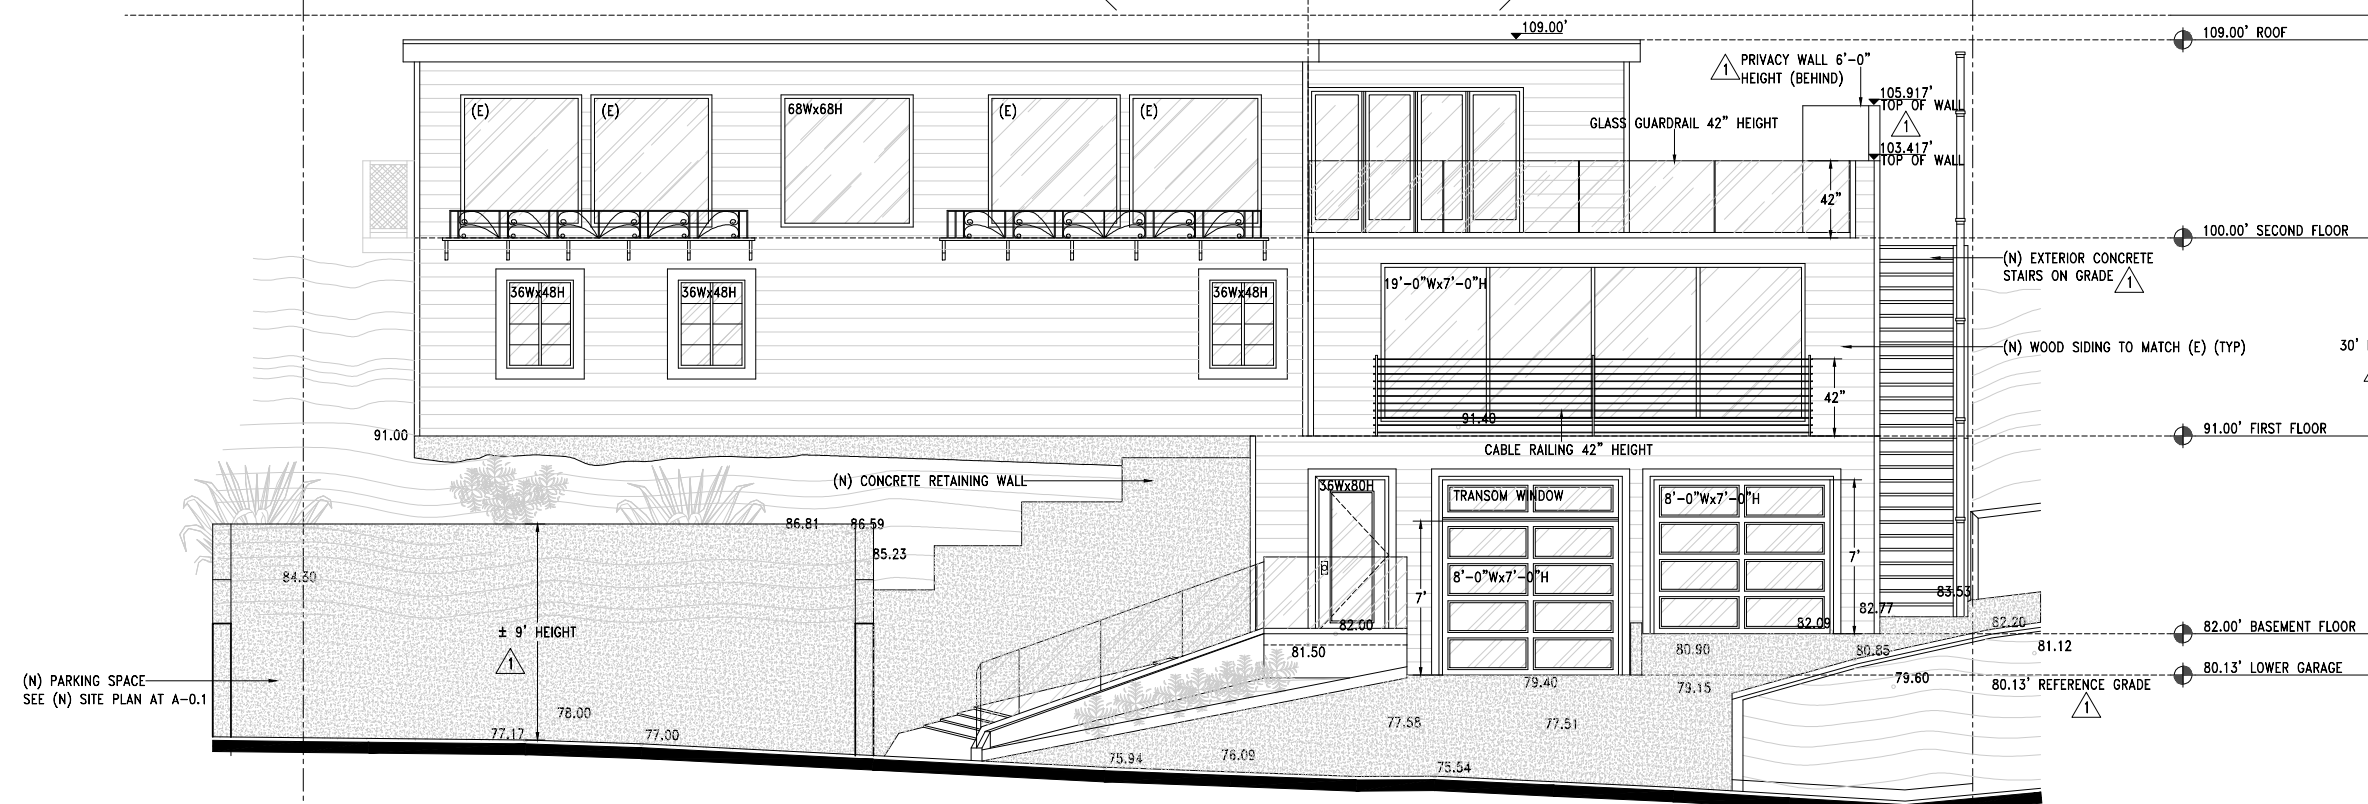 109.00'
109.00' ROOF
1
PRIVACY WALL 6'-0"
HEIGHT (BEHIND)
105.917'
TOP OF WALL
1
(E)
(E)
68Wx68H
(E)
(E)
GLASS GUARDRAIL 42" HEIGHT
103.417'
TOP OF WALL
42"
100.00' SECOND FLOOR
(N) EXTERIOR CONCRETE
STAIRS ON GRADE
1
36Wx48H
36Wx48H
36Wx48H
19'-0"Wx7'-0"H
(N) WOOD SIDING TO MATCH (E) (TYP)
30'
42"
91.40
91.00
91.00' FIRST FLOOR
CABLE RAILING 42" HEIGHT
(N) CONCRETE RETAINING WALL
36Wx80H
TRANSOM WINDOW
8'-0"Wx7'-0"H
86.81
86.59
85.23
7'
84.30
8'-0"Wx7'-0"H
7'
83.53
82.77
82.00
82.09
82.20
± 9' HEIGHT
1
82.00' BASEMENT FLOOR
81.50
80.90
80.85
81.12
80.13' LOWER GARAGE
(N) PARKING SPACE
SEE (N) SITE PLAN AT A-0.1
79.40
79.15
79.60
80.13' REFERENCE GRADE
1
78.00
77.58
77.51
77.17
77.00
75.94
76.09
75.54